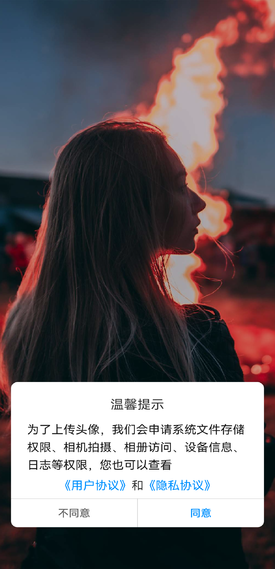 温馨提示
为了上传头像，我们会申请系统文件存储
权限、相机拍摄、相册访问、设备信息、
日志等权限，您也可以查看
《用户协议》和《隐私协议》
不同意 同意